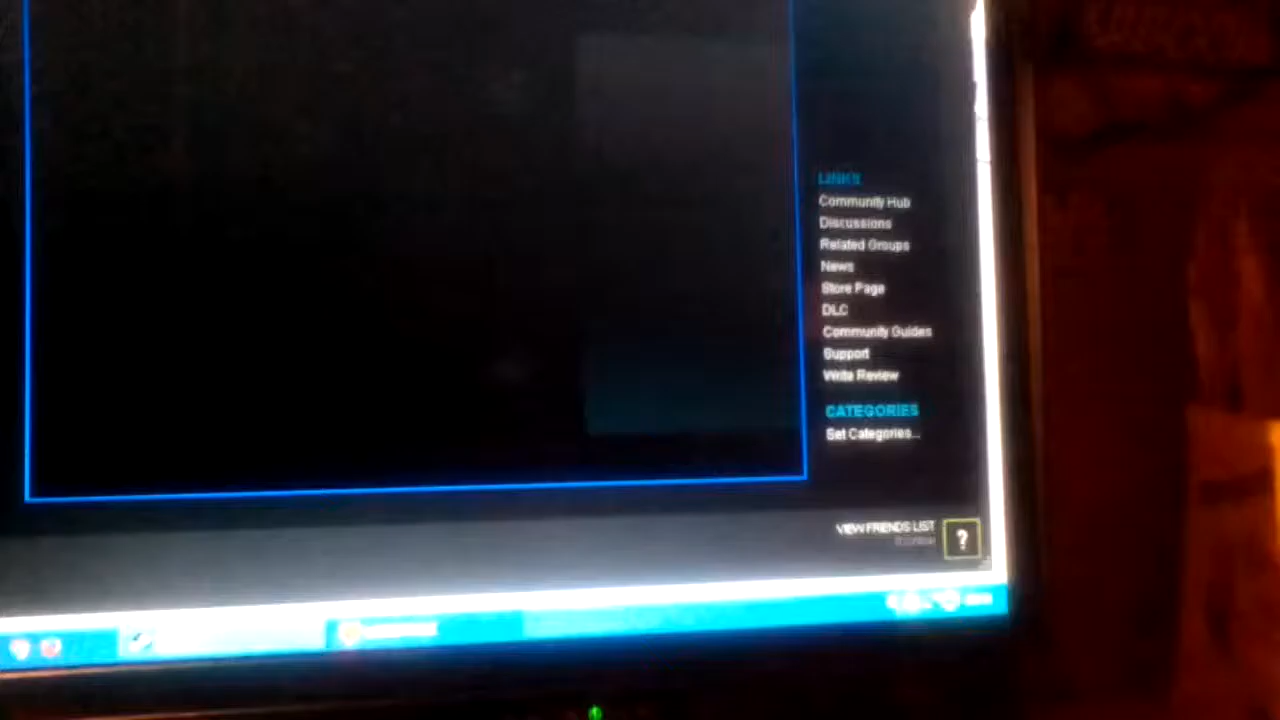 LINKS
Community Hub
Discussions
Related Groups
News
Store Page
DLC
Community Guides
Support
Write Review
CATEGORIES
Set Categories...
VIEW FRIENDS LIST
?